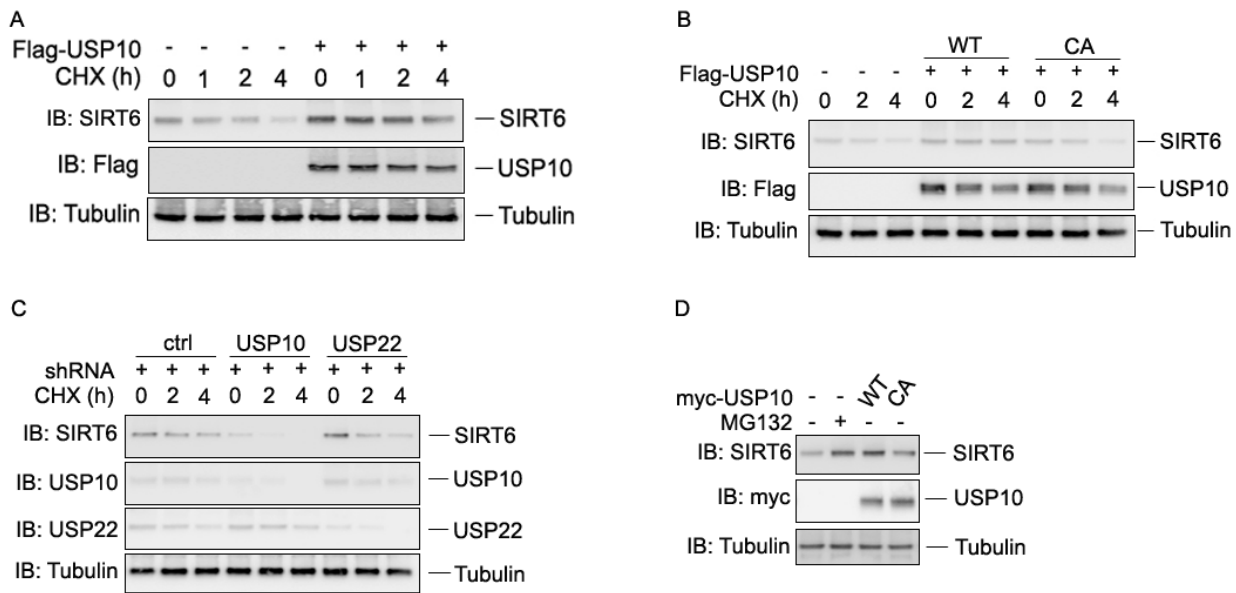 A
Flag-USP10 - - - - + + + +
CHX (h) 0 1 2 4 0 1 2 4
IB: SIRT6 SIRT6
IB: Flag USP10
IB: Tubulin Tubulin
B
WT CA
Flag-USP10 - - - + + + + + +
CHX (h) 0 2 4 0 2 4 0 2 4
IB: SIRT6 SIRT6
IB: Flag USP10
IB: Tubulin Tubulin
C
ctrl USP10 USP22
shRNA + + + + + + + + +
CHX (h) 0 2 4 0 2 4 0 2 4
IB: SIRT6 SIRT6
IB: USP10 USP10
IB: USP22 USP22
IB: Tubulin Tubulin
D
myc-USP10 - - WT CA
MG132 - + - -
IB: SIRT6 SIRT6
IB: myc USP10
IB: Tubulin Tubulin